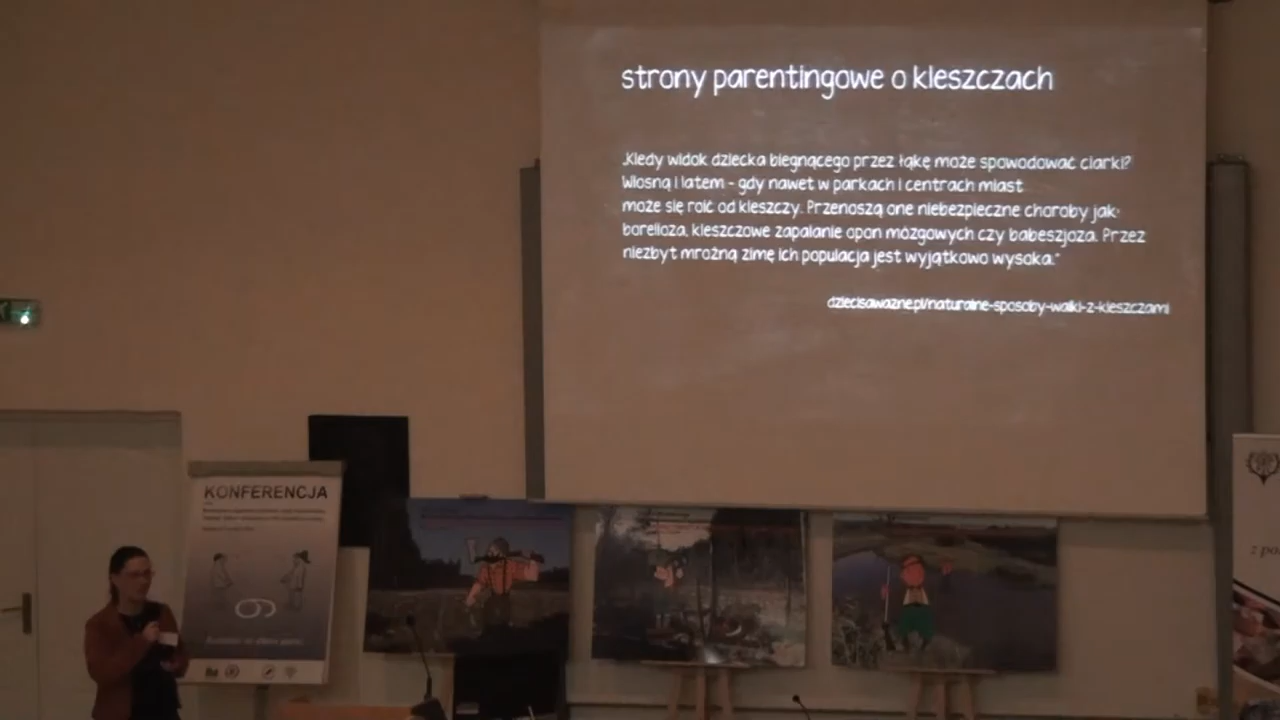 strony parentingowe o kleszczach
„Kiedy widok dziecka biegnącego przez łąkę może spowodować ciarki?
Wiosną i latem - gdy nawet w parkach i centrach miast
może się roić od kleszczy. Przenoszą one niebezpieczne choroby jak:
borelioza, kleszczowe zapalanie opon mózgowych czy babeszjoza. Przez
niezbyt mroźną zimę ich populacja jest wyjątkowo wysoka."
dziecisawazne.pl/naturalne-sposoby-walki-z-kleszczami
KONFERENCJA